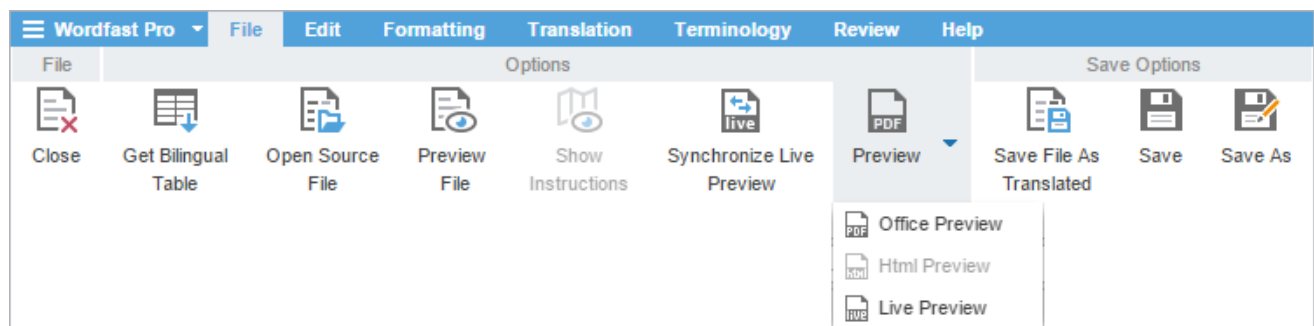 Wordfast Pro File Edit Formatting Translation Terminology Review Help
File Options Save Options
live PDF
Close Get Bilingual Open Source Preview Show Synchronize Live Preview Save File As Save Save As
Table File File Instructions Preview Translated
PDF Office Preview
html Html Preview
live Live Preview